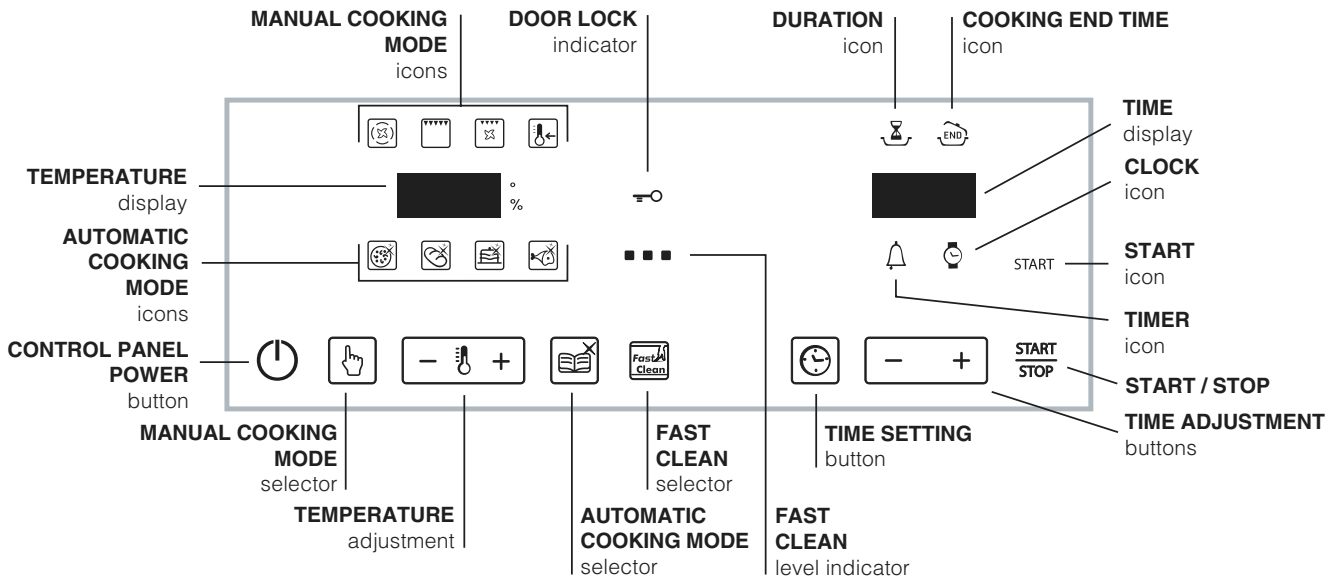 MANUAL COOKING
MODE
icons
DOOR LOCK
indicator
DURATION
icon
COOKING END TIME
icon
TIME
display
CLOCK
icon
START
icon
TIMER
icon
START / STOP
TIME ADJUSTMENT
buttons
TEMPERATURE
display
AUTOMATIC
COOKING
MODE
icons
CONTROL PANEL
POWER
button
END
°
%
START
Fast
Clean
START
STOP
MANUAL COOKING
MODE
selector
TEMPERATURE
adjustment
AUTOMATIC
COOKING MODE
selector
FAST
CLEAN
selector
FAST
CLEAN
level indicator
TIME SETTING
button